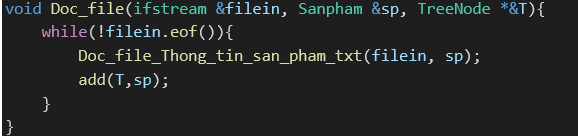 void Doc_file(ifstream &filein, Sanpham &sp, TreeNode *&T){
    while(!filein.eof()){
        Doc_file_Thong_tin_san_pham_txt(filein, sp);
        add(T,sp);
    }
}